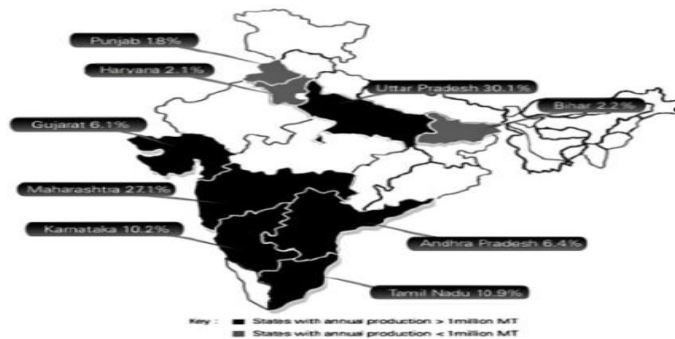 Punjab 1.8%
Haryana 2.1%
Uttar Pradesh 30.1%
Bihar 2.2%
Gujarat 6.1%
Maharashtra 27.1%
Karnataka 10.2%
Andhra Pradesh 6.4%
Tamil Nadu 10.9%
Key : States with annual production > 1million MT
States with annual production < 1million MT